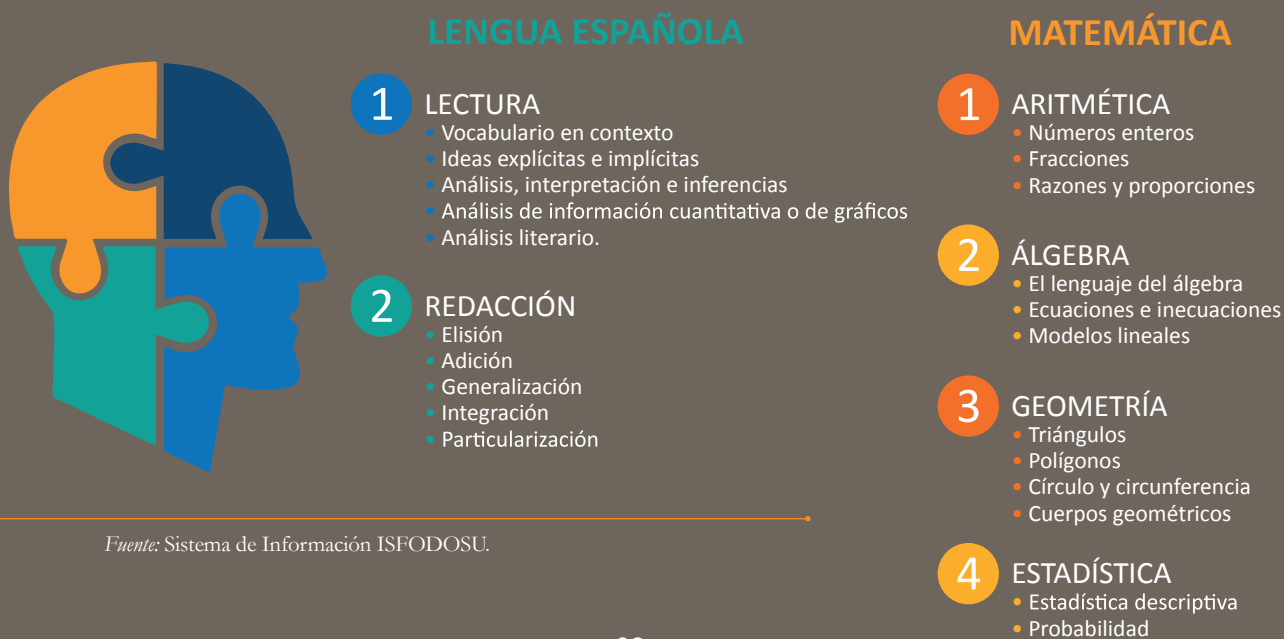 LENGUA ESPAÑOLA
1 LECTURA
• Vocabulario en contexto
• Ideas explícitas e implícitas
• Análisis, interpretación e inferencias
• Análisis de información cuantitativa o de gráficos
• Análisis literario.
2 REDACCIÓN
• Elisión
• Adición
• Generalización
• Integración
• Particularización
Fuente: Sistema de Información ISFODOSU.
MATEMÁTICA
1 ARITMÉTICA
• Números enteros
• Fracciones
• Razones y proporciones
2 ÁLGEBRA
• El lenguaje del álgebra
• Ecuaciones e inecuaciones
• Modelos lineales
3 GEOMETRÍA
• Triángulos
• Polígonos
• Círculo y circunferencia
• Cuerpos geométricos
4 ESTADÍSTICA
• Estadística descriptiva
• Probabilidad